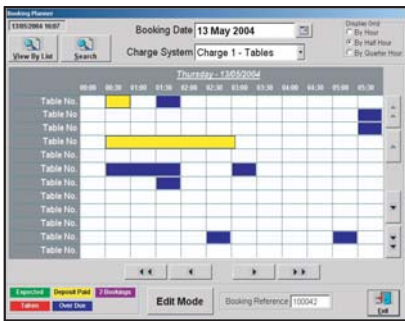 Booking Planner
13/05/2004 16:07
Booking Date 13 May 2004
Display Grid
By Hour
By Half Hour
By Quarter Hour
View By List
Search
Charge System Charge 1 - Tables
Thursday - 13/05/2004
00:00 00:30 01:00 01:30 02:00 02:30 03:00 03:30 04:00 04:30 05:00 05:30
Table No.
Table No
Table No
Table No.
Table No
Table No.
Table No.
Table No.
Table No.
Table No.
Table No.
Table No.
Expected Deposit Paid 2 Bookings
Taken Over Due
Edit Mode
Booking Reference 100042
Exit